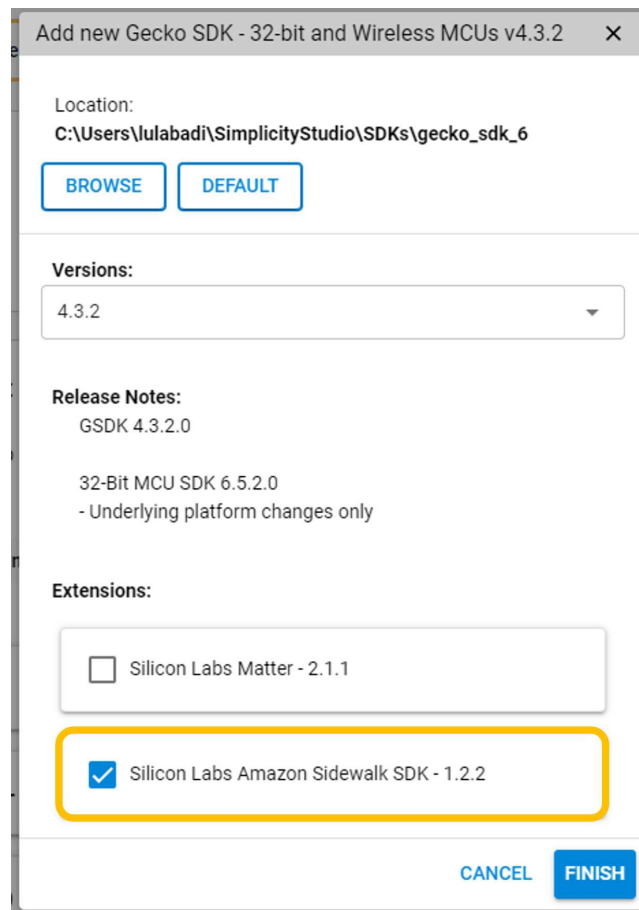 Add new Gecko SDK - 32-bit and Wireless MCUs v4.3.2
Location:
C:\Users\lulabadi\SimplicityStudio\SDKs\gecko_sdk_6
BROWSE
DEFAULT
Versions:
4.3.2
Release Notes:
GSDK 4.3.2.0
32-Bit MCU SDK 6.5.2.0
- Underlying platform changes only
Extensions:
Silicon Labs Matter - 2.1.1
Silicon Labs Amazon Sidewalk SDK - 1.2.2
CANCEL
FINISH